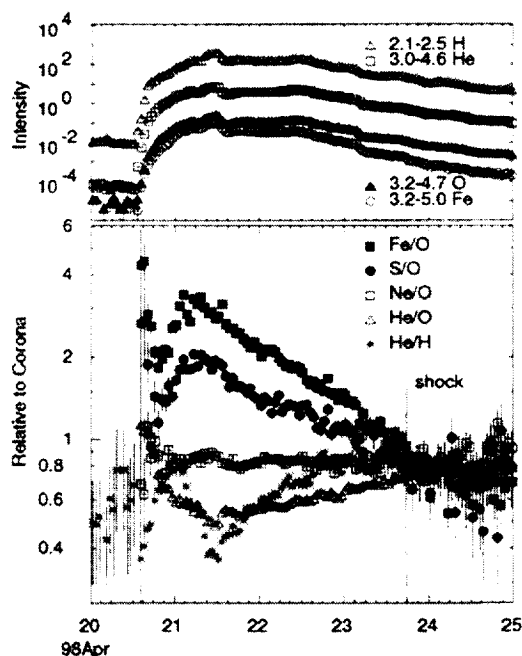 10^4
10^2
10^0
10^-2
10^-4
Intensity
2.1-2.5 H
3.0-4.6 He
3.2-4.7 O
3.2-5.0 Fe
6
4
2
1
0.8
0.6
0.4
Relative to Corona
Fe/O
S/O
Ne/O
He/O
He/H
shock
20 21 22 23 24 25
98Apr